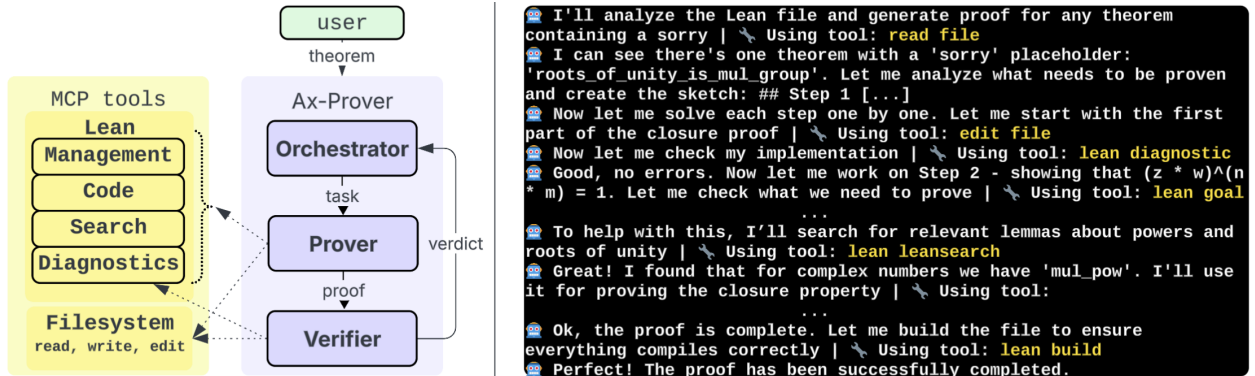 user
theorem
MCP tools
Lean
Management
Code
Search
Diagnostics
Filesystem
read, write, edit
Ax-Prover
Orchestrator
task
Prover
verdict
proof
Verifier
I'll analyze the Lean file and generate proof for any theorem
containing a sorry | 🔧 Using tool: read file
I can see there's one theorem with a 'sorry' placeholder:
'roots_of_unity_is_mul_group'. Let me analyze what needs to be proven
and create the sketch: ## Step 1 [...]
Now let me solve each step one by one. Let me start with the first
part of the closure proof | 🔧 Using tool: edit file
Now let me check my implementation | 🔧 Using tool: lean diagnostic
Good, no errors. Now let me work on Step 2 - showing that (z * w)^(n
* m) = 1. Let me check what we need to prove | 🔧 Using tool: lean goal
...
To help with this, I’ll search for relevant lemmas about powers and
roots of unity | 🔧 Using tool: lean leansearch
Great! I found that for complex numbers we have 'mul_pow'. I'll use
it for proving the closure property | 🔧 Using tool:
...
Ok, the proof is complete. Let me build the file to ensure
everything compiles correctly | 🔧 Using tool: lean build
Perfect! The proof has been successfully completed.